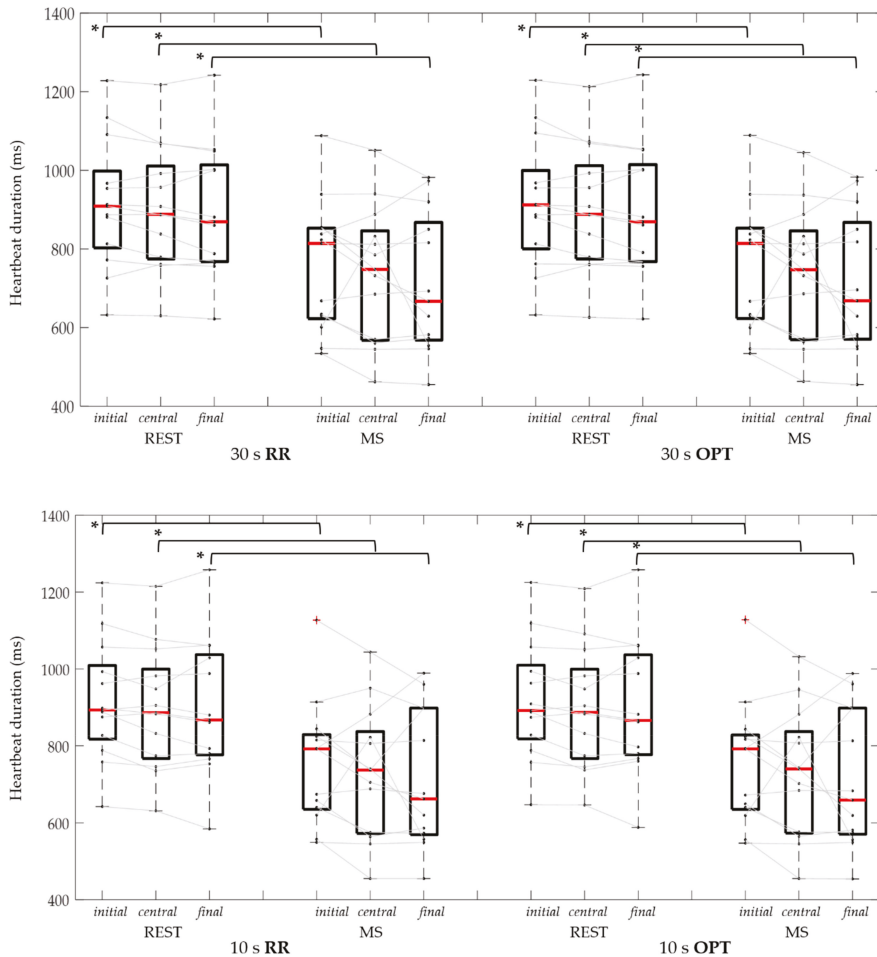 1400
* * * * * *
1200
1000
Heartbeat duration (ms)
800
600
400
initial central final initial central final initial central final initial central final
REST MS REST MS
30 s RR 30 s OPT
1400
* * * * * *
1200
1000
Heartbeat duration (ms)
800
600
400
initial central final initial central final initial central final initial central final
REST MS REST MS
10 s RR 10 s OPT